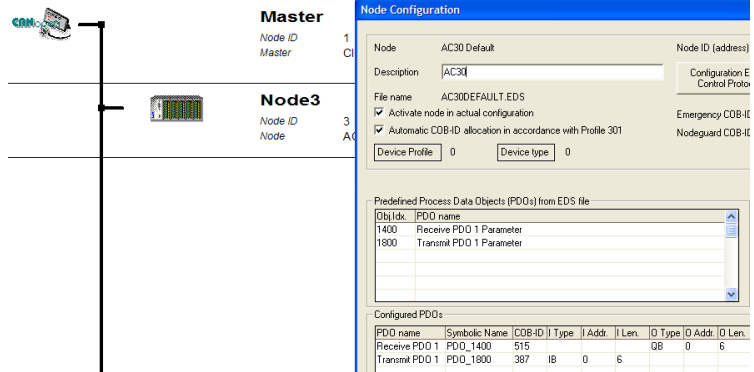 CANopen
Master
Node ID 1
Master
Node3
Node ID 3
Node
Node Configuration
Node AC30 Default Node ID (address)
Description AC30
Configuration
Control
File name AC30DEFAULT.EDS
Activate node in actual configuration
Emergency COB-ID
Automatic COB-ID allocation in accordance with Profile 301
Nodeguard COB-ID
Device Profile 0 Device type 0
Predefined Process Data Objects (PDOs) from EDS file
Obj.Idx. PDO name
1400 Receive PDO 1 Parameter
1800 Transmit PDO 1 Parameter
Configured PDOs
PDO name Symbolic Name COB-ID I Type I Addr. I Len. O Type O Addr. O Len.
Receive PDO 1 PDO_1400 515 QB 0 6
Transmit PDO 1 PDO_1800 387 IB 0 6